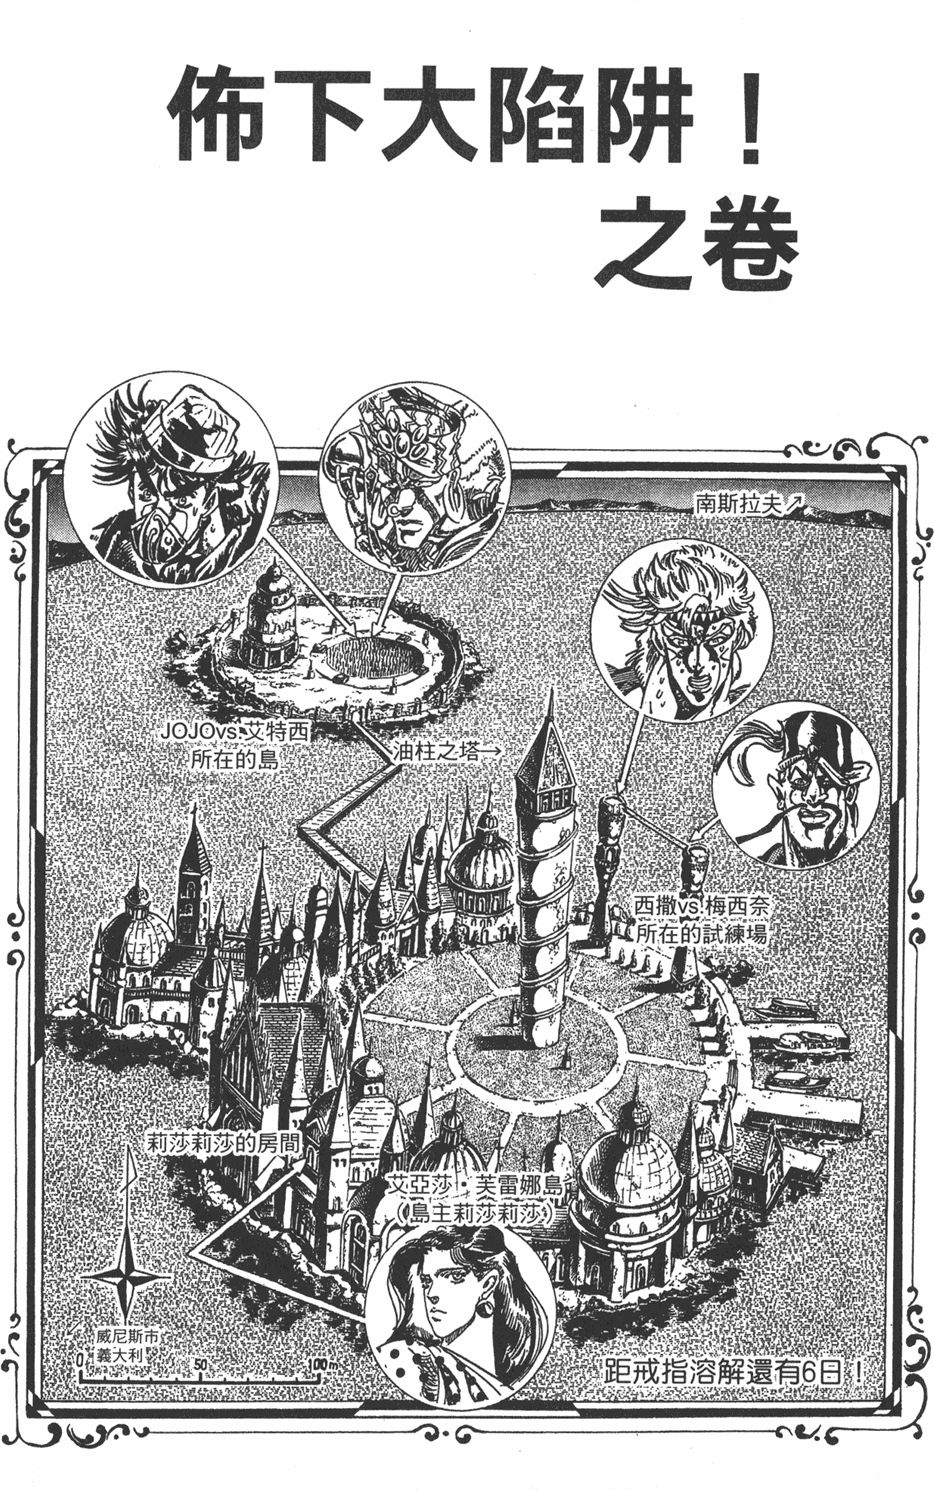 佈下大陷阱!
之卷
南斯拉夫↗
JOJOvs.艾特西
所在的島
油柱之塔→
西撒vs.梅西奈
所在的試練場
莉莎莉莎的房間
艾亞莎·芙雷娜島
(島主莉莎莉莎)
威尼斯市
義大利
0 50 100m
距戒指溶解還有6日!